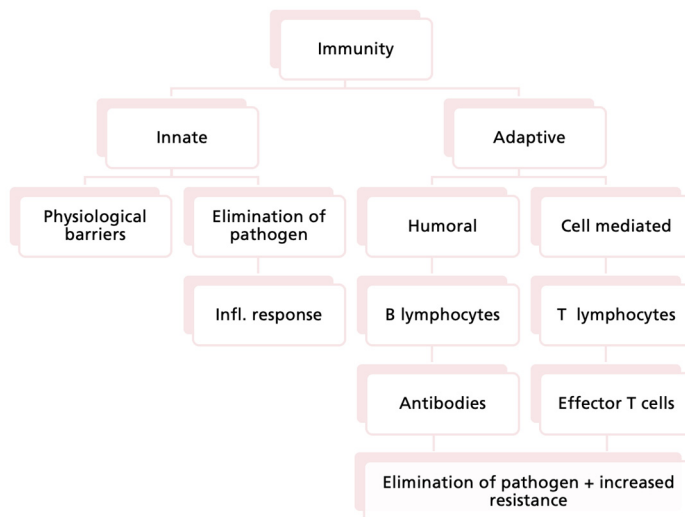 Immunity
Innate
Adaptive
Physiological
barriers
Elimination of
pathogen
Humoral
Cell mediated
Infl. response
B lymphocytes
T lymphocytes
Antibodies
Effector T cells
Elimination of pathogen + increased
resistance